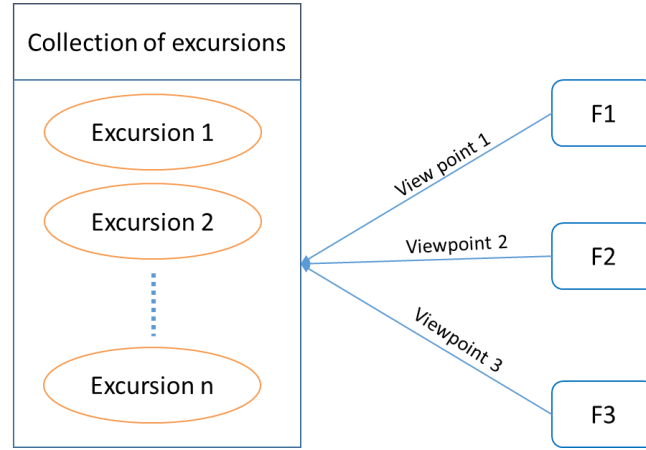 Collection of excursions
Excursion 1
Excursion 2
Excursion n
View point 1
Viewpoint 2
Viewpoint 3
F1
F2
F3